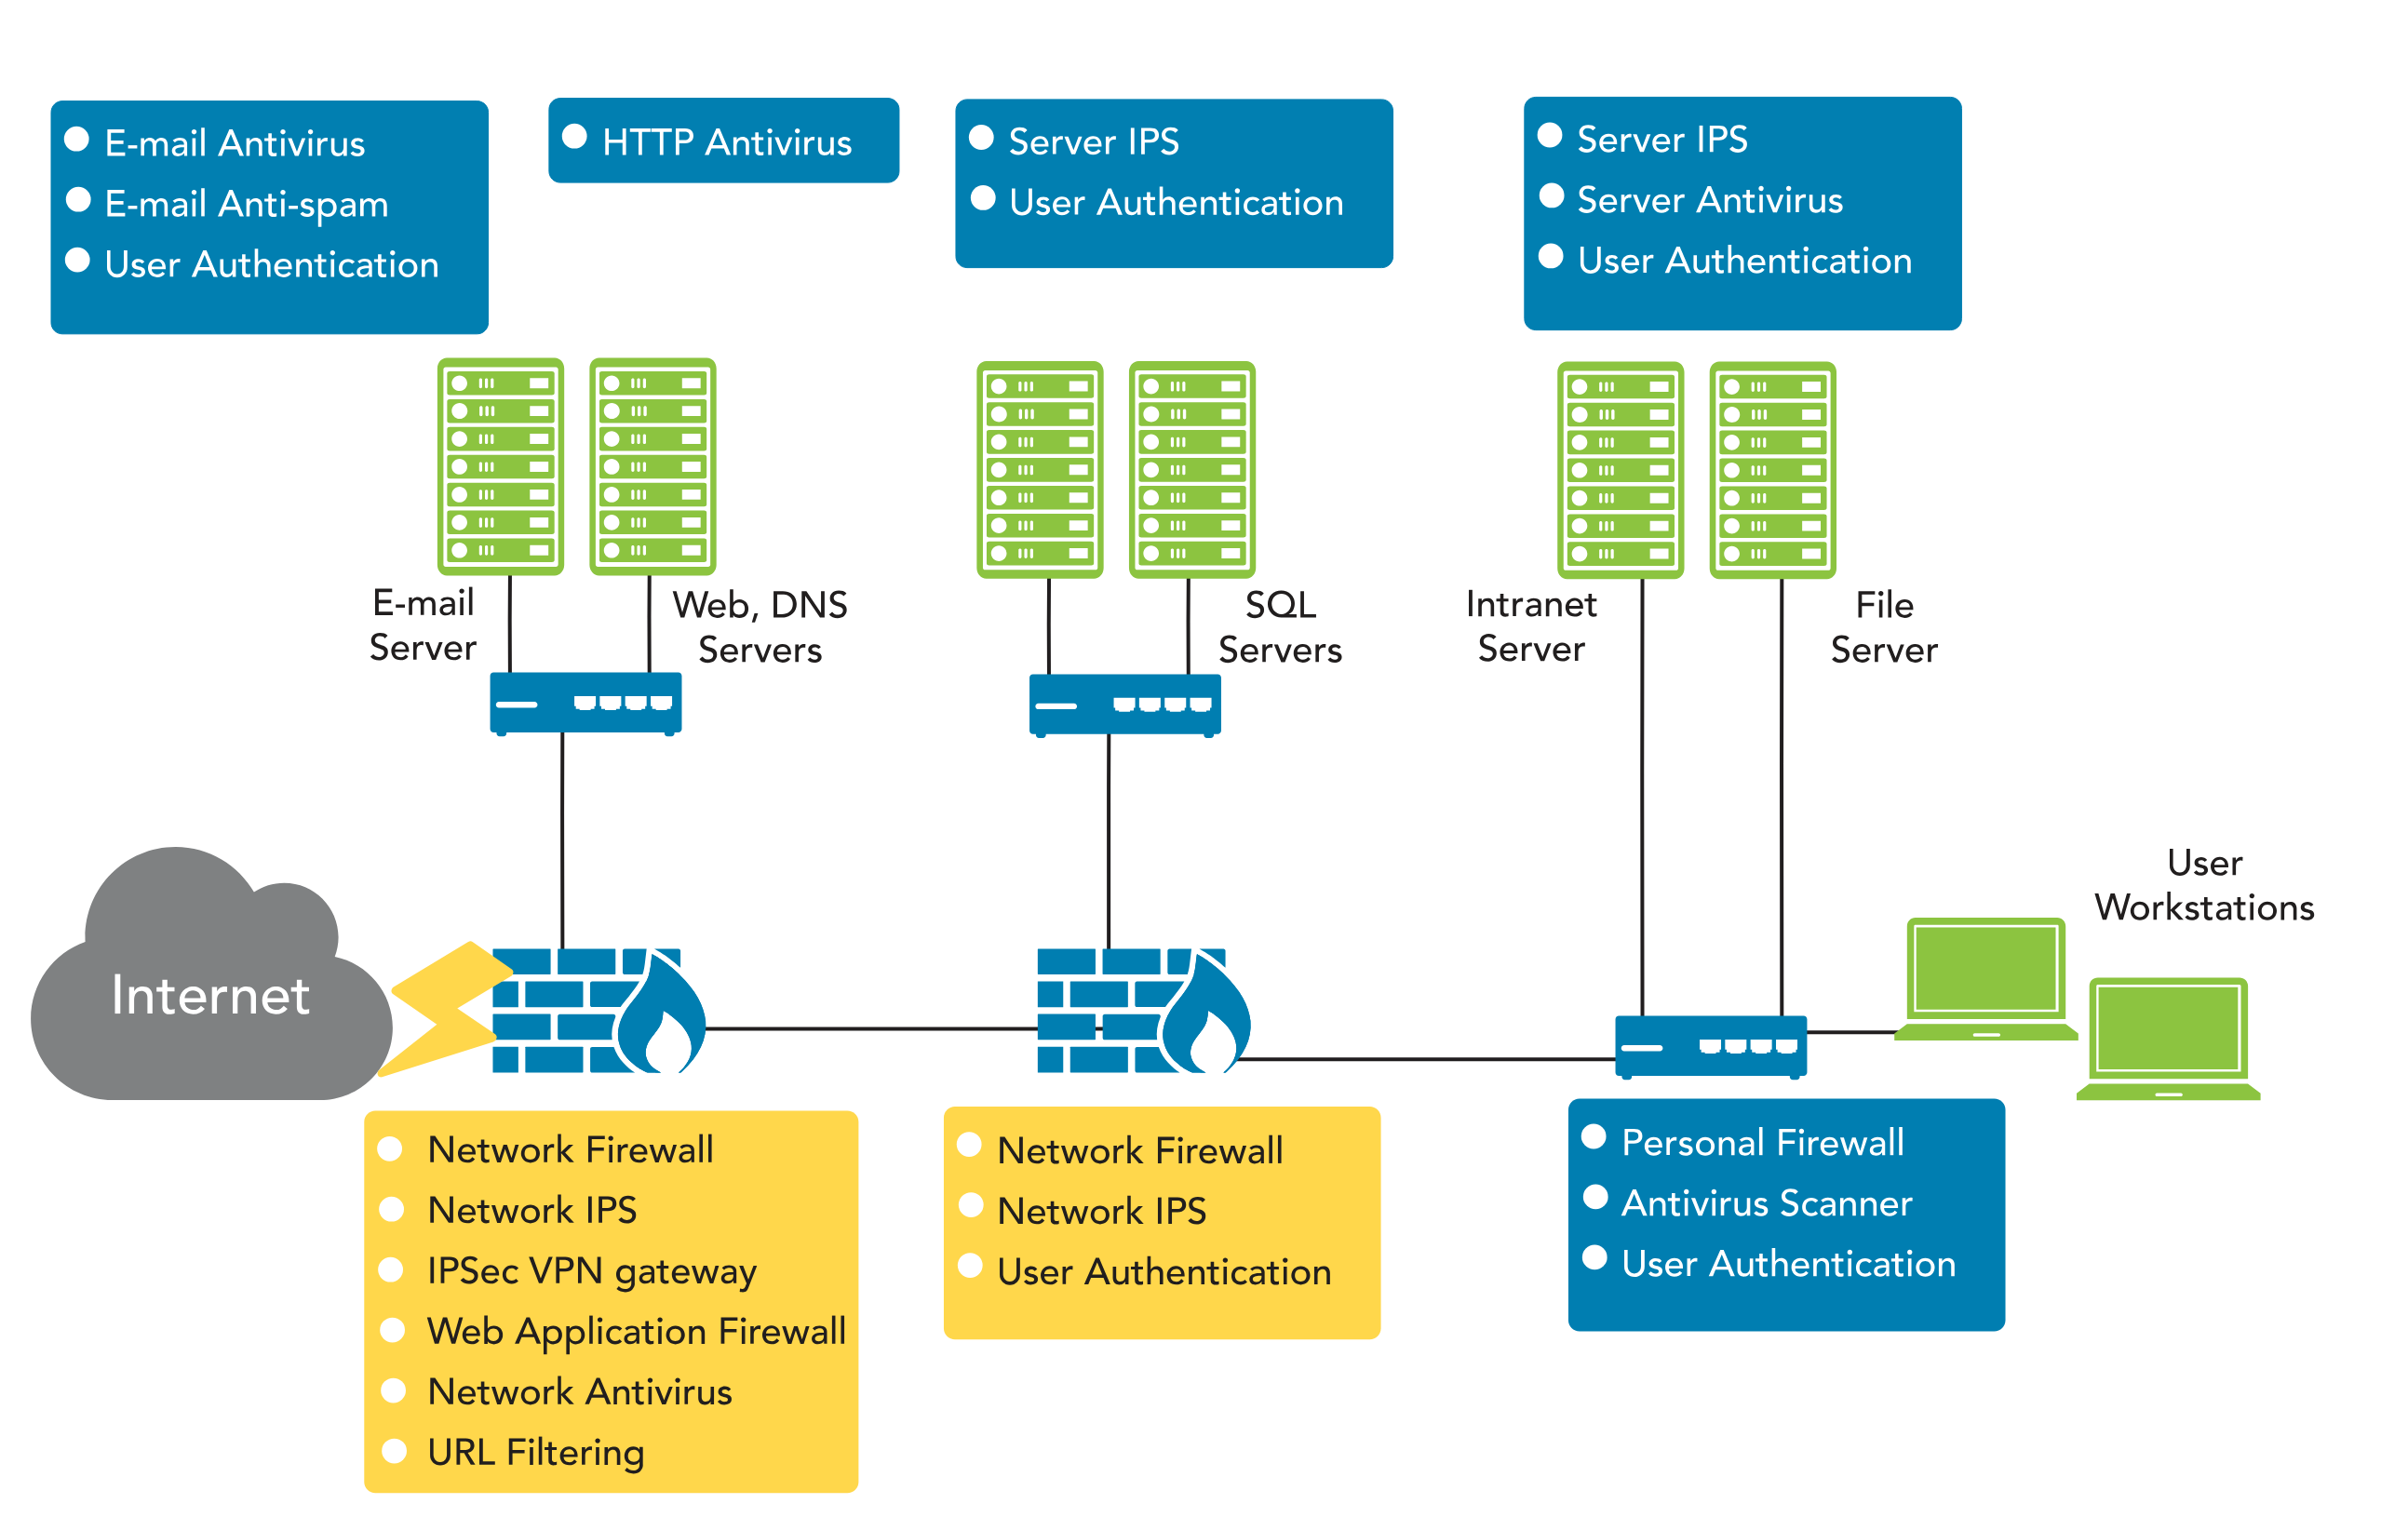 E-mail Antivirus
E-mail Anti-spam
User Authentication
HTTP Antivirus
Server IPS
User Authentication
Server IPS
Server Antivirus
User Authentication
E-mail
Server
Web, DNS
Servers
SQL
Servers
Intranet
Server
File
Server
User
Workstations
Internet
Network Firewall
Network IPS
IPSec VPN gateway
Web Application Firewall
Network Antivirus
URL Filtering
Network Firewall
Network IPS
User Authentication
Personal Firewall
Antivirus Scanner
User Authentication